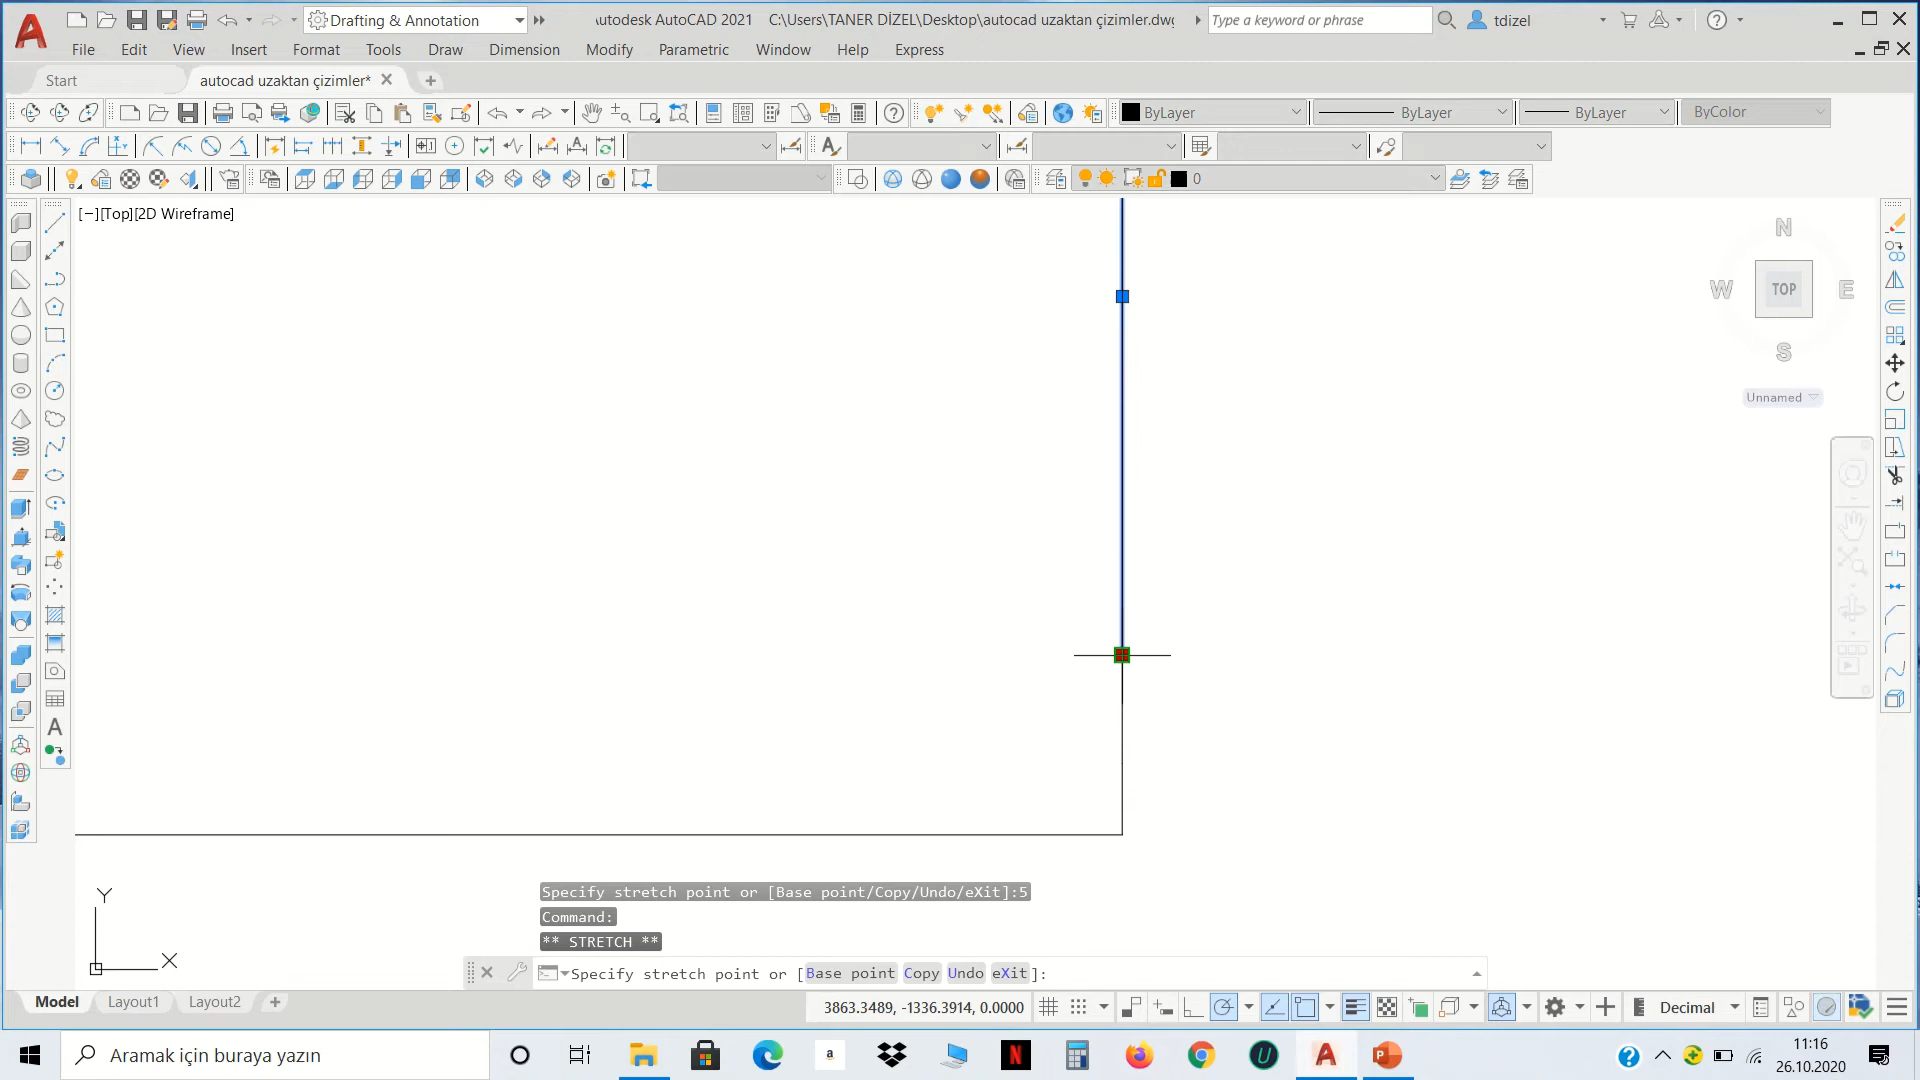 Drafting & Annotation
utodesk AutoCAD 2021 C:\Users\TANER DİZEL\Desktop\autocad uzaktan çizimler.dw
Type a keyword or phrase
tdizel
File Edit View Insert Format Tools Draw Dimension Modify Parametric Window Help Express
Start
autocad uzaktan çizimler*
ByLayer
ByLayer
ByLayer
ByColor
0
[−][Top][2D Wireframe]
N
W
TOP
E
S
Unnamed
A
Specify stretch point or [Base point/Copy/Undo/eXit]:5
Command:
** STRETCH **
Specify stretch point or [Base point Copy Undo eXit]:
Y
X
Model Layout1 Layout2
3863.3489, -1336.3914, 0.0000
Decimal
Aramak için buraya yazın
11:16
26.10.2020